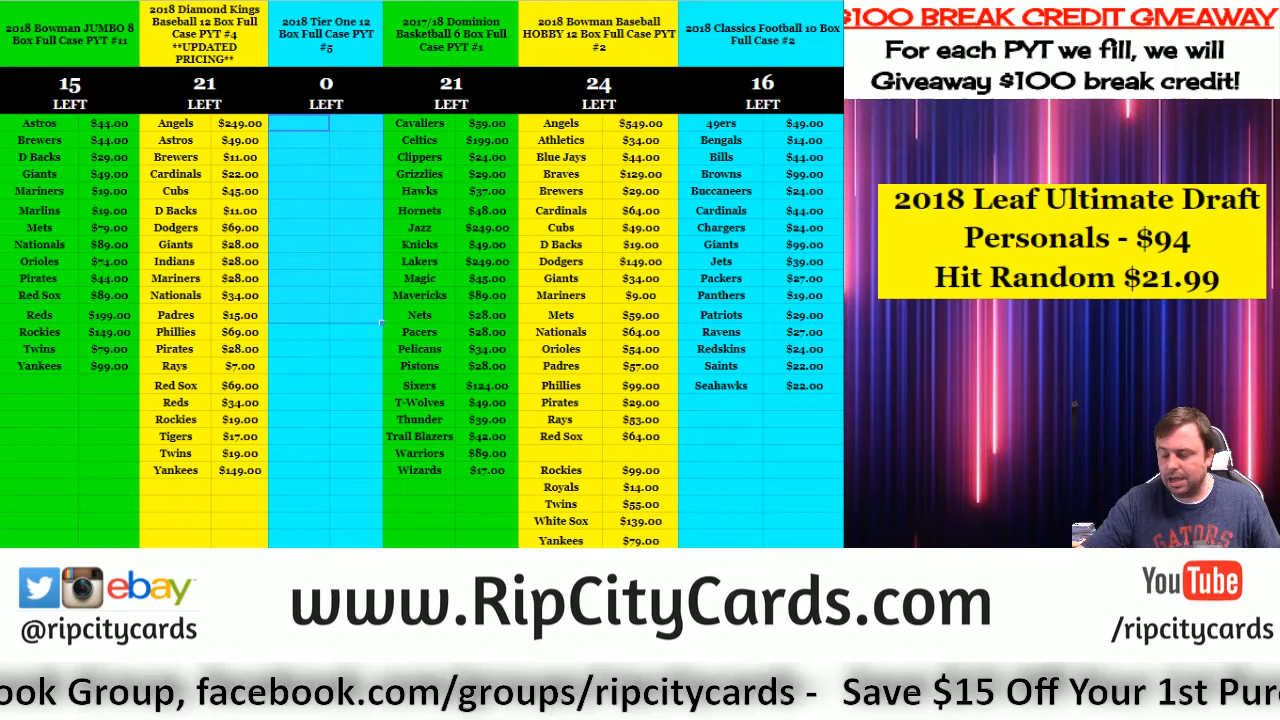 2018 Bowman JUMBO 8
Box Full Case PYT #11
15
LEFT
Astros $44.00
Brewers $44.00
D Backs $29.00
Giants $49.00
Mariners $19.00
Marlins $19.00
Mets $79.00
Nationals $89.00
Orioles $74.00
Pirates $44.00
Red Sox $89.00
Reds $199.00
Rockies $149.00
Twins $79.00
Yankees $99.00
2018 Diamond Kings
Baseball 12 Box Full
Case PYT #4
**UPDATED
PRICING**
21
LEFT
Angels $249.00
Astros $49.00
Brewers $11.00
Cardinals $22.00
Cubs $45.00
D Backs $11.00
Dodgers $69.00
Giants $28.00
Indians $28.00
Mariners $28.00
Nationals $34.00
Padres $15.00
Phillies $69.00
Pirates $28.00
Rays $7.00
Red Sox $69.00
Reds $34.00
Rockies $19.00
Tigers $17.00
Twins $19.00
Yankees $149.00
2018 Tier One 12
Box Full Case PYT
#5
0
LEFT
2017/18 Dominion
Basketball 6 Box Full
Case PYT #1
21
LEFT
Cavaliers $59.00
Celtics $199.00
Clippers $24.00
Grizzlies $29.00
Hawks $37.00
Hornets $48.00
Jazz $249.00
Knicks $49.00
Lakers $249.00
Magic $45.00
Mavericks $89.00
Nets $28.00
Pacers $28.00
Pelicans $34.00
Pistons $28.00
Sixers $124.00
T-Wolves $49.00
Thunder $39.00
Trail Blazers $42.00
Warriors $89.00
Wizards $17.00
2018 Bowman Baseball
HOBBY 12 Box Full Case PYT
#2
24
LEFT
Angels $549.00
Athletics $34.00
Blue Jays $44.00
Braves $129.00
Brewers $29.00
Cardinals $64.00
Cubs $49.00
D Backs $19.00
Dodgers $149.00
Giants $34.00
Mariners $9.00
Mets $59.00
Nationals $64.00
Orioles $54.00
Padres $57.00
Phillies $99.00
Pirates $29.00
Rays $53.00
Red Sox $64.00
Rockies $99.00
Royals $14.00
Twins $55.00
White Sox $139.00
Yankees $79.00
2018 Classics Football 10 Box
Full Case #2
16
LEFT
49ers $49.00
Bengals $14.00
Bills $44.00
Browns $99.00
Buccaneers $24.00
Cardinals $44.00
Chargers $24.00
Giants $99.00
Jets $39.00
Packers $27.00
Panthers $19.00
Patriots $29.00
Ravens $27.00
Redskins $24.00
Saints $22.00
Seahawks $22.00
$100 BREAK CREDIT GIVEAWAY
For each PYT we fill, we will
Giveaway $100 break credit!
2018 Leaf Ultimate Draft
Personals - $94
Hit Random $21.99
GATORS
ebay
@ripcitycards
www.RipCityCards.com
YouTube
/ripcitycards
ook Group, facebook.com/groups/ripcitycards - Save $15 Off Your 1st Pur